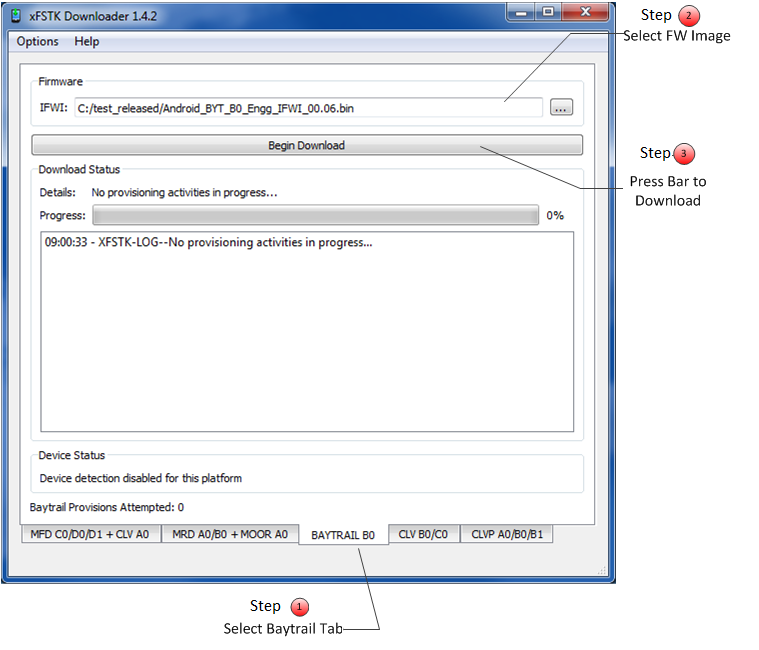 xFSTK Downloader 1.4.2
Options Help
Step 2
Select FW Image
Firmware
IFWI: C:/test_released/Android_BYT_B0_Engg_IFWI_00.06.bin ...
Begin Download
Step 3
Press Bar to
Download
Download Status
Details: No provisioning activities in progress...
Progress: 0%
09:00:33 - XFSTK-LOG--No provisioning activities in progress...
Device Status
Device detection disabled for this platform
Baytrail Provisions Attempted: 0
MFD C0/D0/D1 + CLV A0 MRD A0/B0 + MOOR A0 BAYTRAIL B0 CLV B0/C0 CLVP A0/B0/B1
Step 1
Select Baytrail Tab